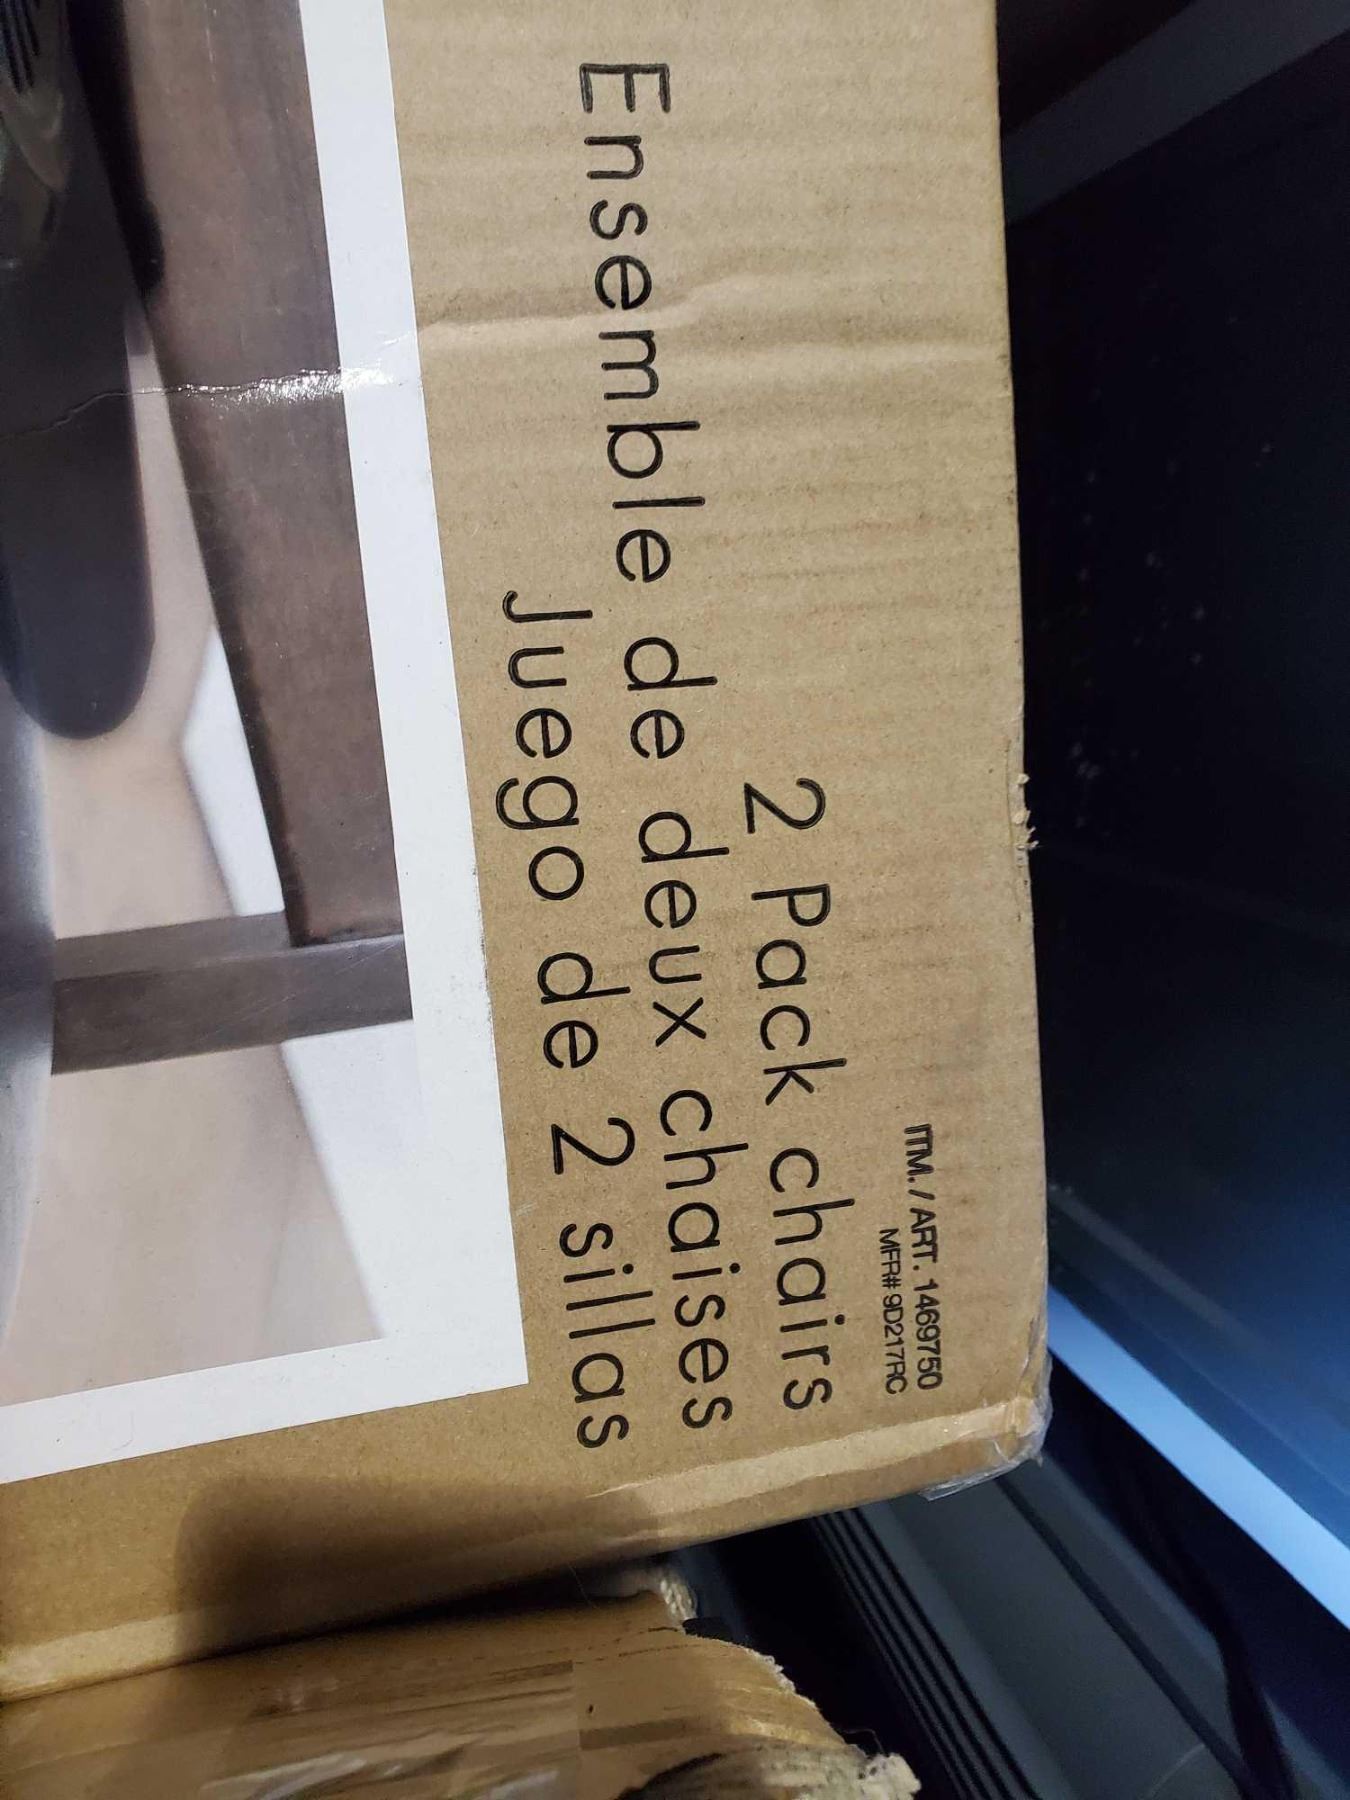 ITM. / ART. 1469750
MFR# 9D217RC
2 Pack chairs
Ensemble de deux chaises
Juego de 2 sillas